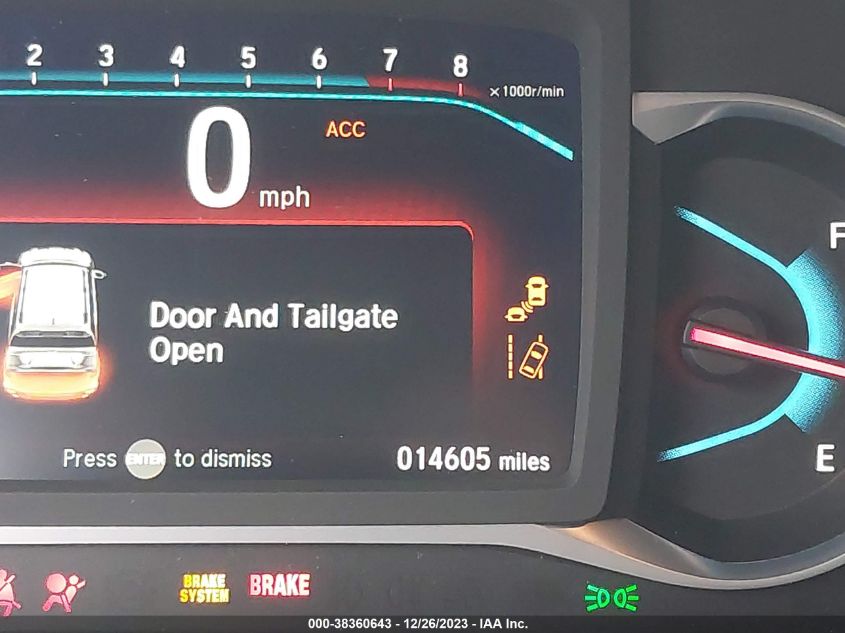 2 3 4 5 6 7 8
×1000r/min
ACC
0 mph
F
Door And Tailgate
Open
E
Press ENTER to dismiss
014605 miles
BRAKE
SYSTEM
BRAKE
000-38360643 - 12/26/2023 - IAA Inc.